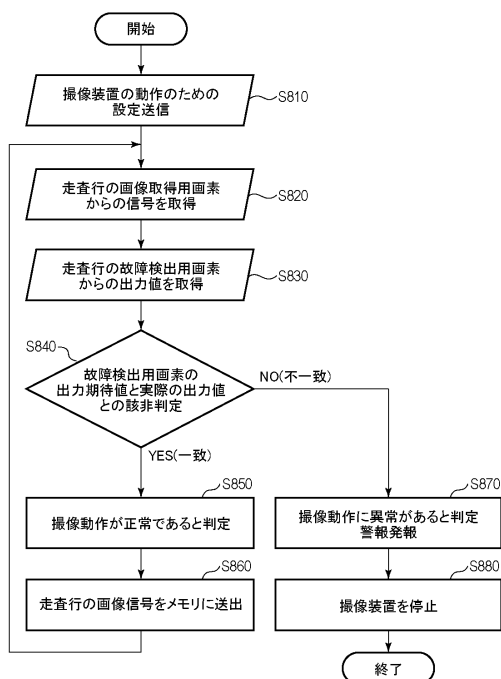 開始
撮像装置の動作のための
設定送信
S810
走査行の画像取得用画素
からの信号を取得
S820
走査行の故障検出用画素
からの出力値を取得
S830
S840
故障検出用画素の
出力期待値と実際の出力値
との該非判定
NO(不一致)
YES(一致)
S850
撮像動作が正常であると判定
S860
走査行の画像信号をメモリに送出
S870
撮像動作に異常があると判定
警報発報
S880
撮像装置を停止
終了